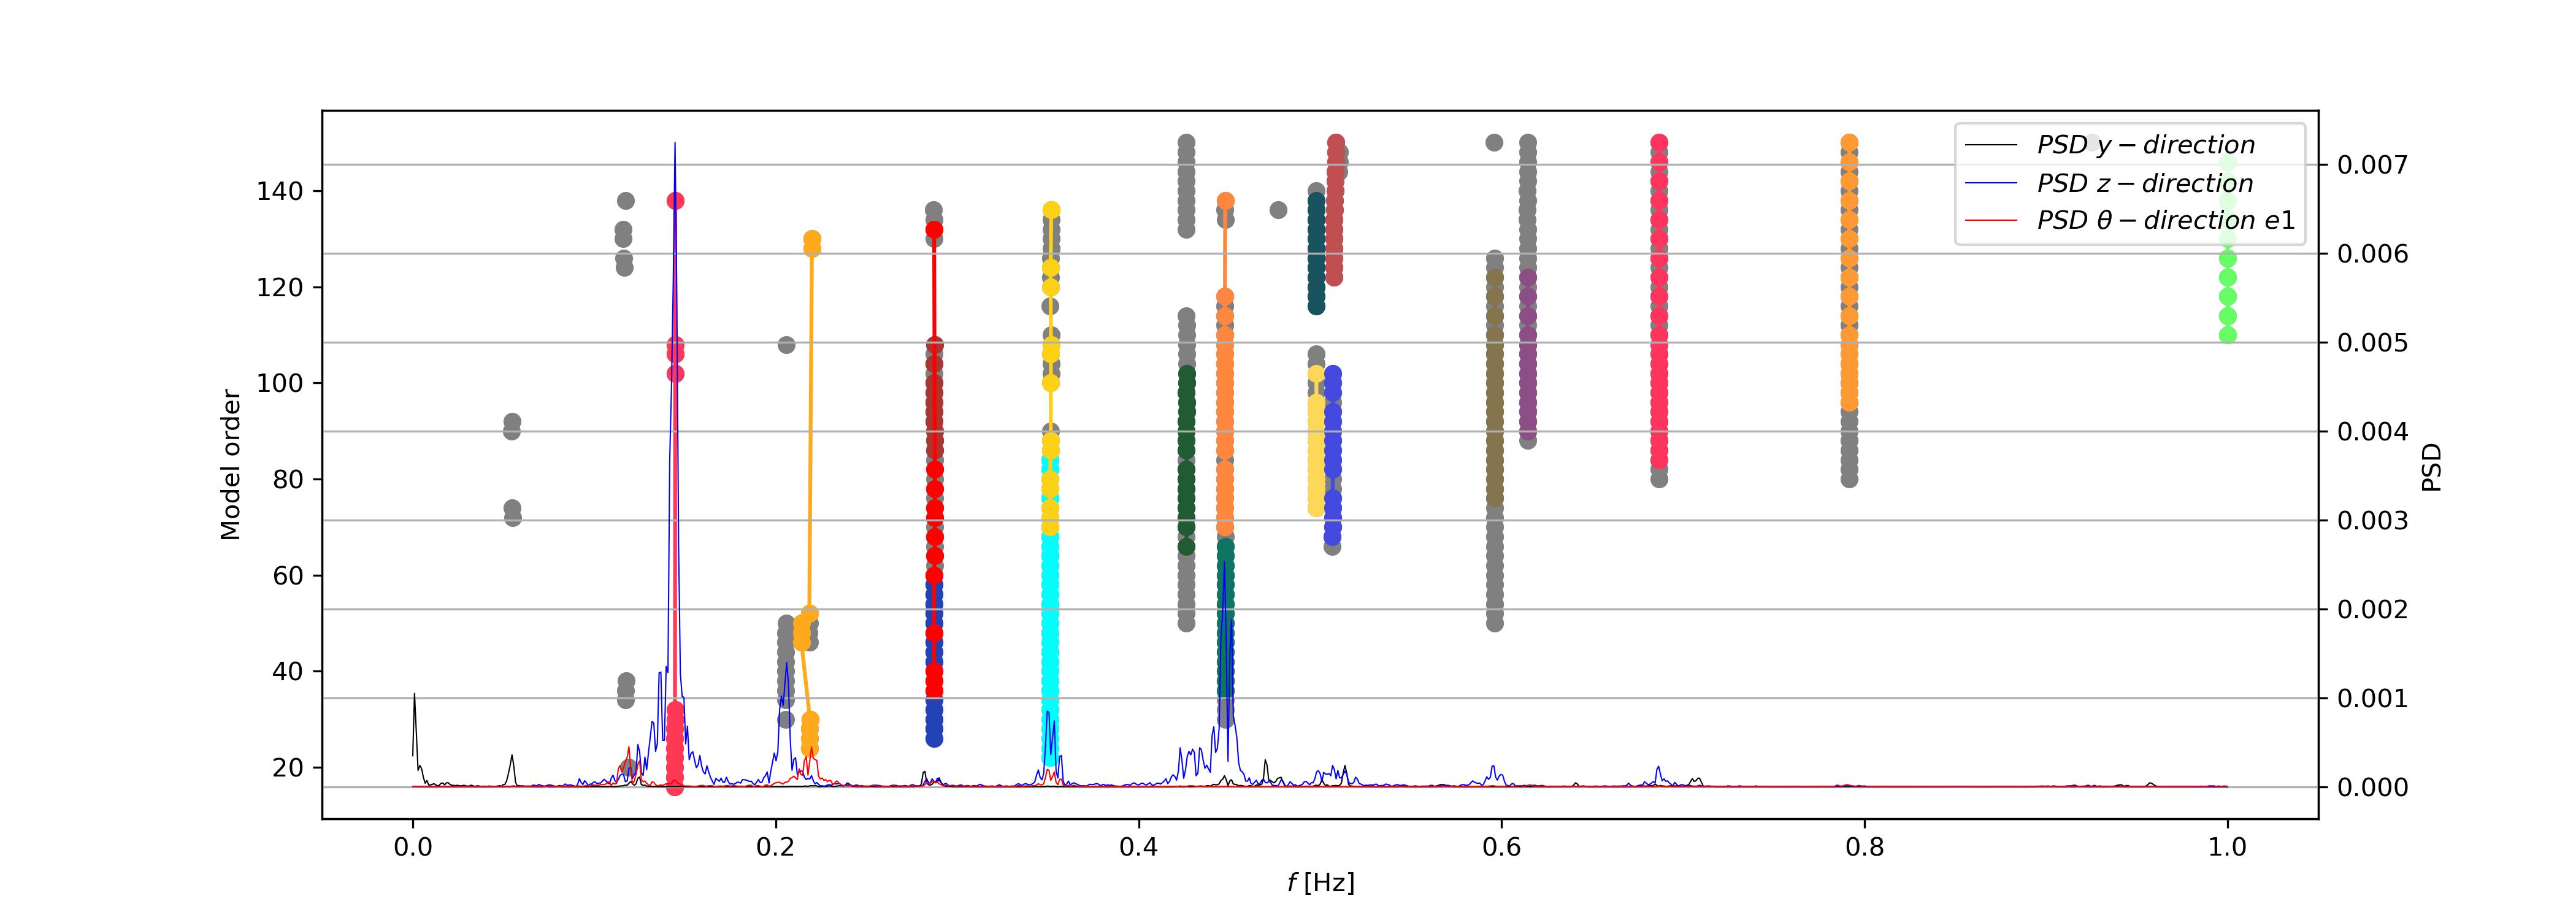 PSD y − direction
PSD z − direction
PSD θ − direction e1
140
120
100
80
60
40
20
Model order
0.007
0.006
0.005
0.004
0.003
0.002
0.001
0.000
PSD
0.0 0.2 0.4 0.6 0.8 1.0
f [Hz]